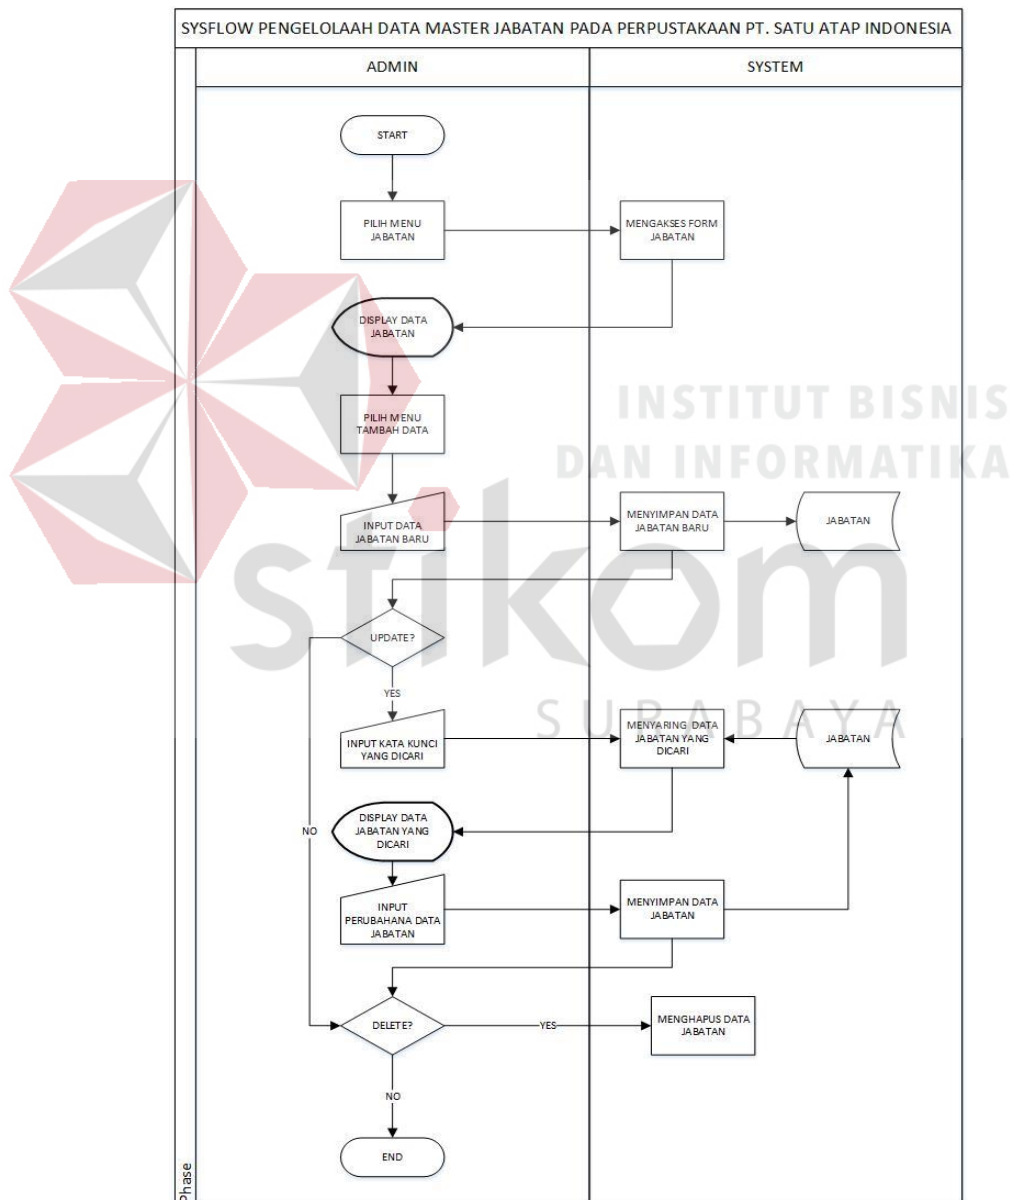 SYSFLOW PENGELOLAAH DATA MASTER JABATAN PADA PERPUSTAKAAN PT. SATU ATAP INDONESIA
ADMIN
SYSTEM
START
PILIH MENU
JABATAN
MENGAKSES FORM
JABATAN
DISPLAY DATA
JABATAN
PILIH MENU
TAMBAH DATA
INSTITUT BISNIS
DAN INFORMATIKA
INPUT DATA
JABATAN BARU
MENYIMPAN DATA
JABATAN BARU
JABATAN
stikom
SURABAYA
UPDATE?
YES
INPUT KATA KUNCI
YANG DICARI
MENYARING DATA
JABATAN YANG
DICARI
JABATAN
NO
DISPLAY DATA
JABATAN YANG
DICARI
INPUT
PERUBAHANA DATA
JABATAN
MENYIMPAN DATA
JABATAN
DELETE?
YES
MENGHAPUS DATA
JABATAN
NO
END
Phase